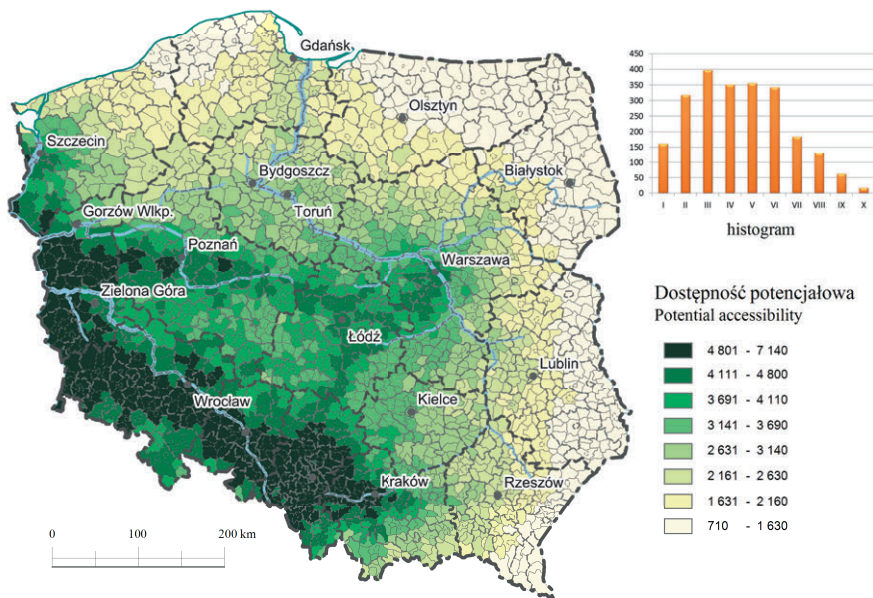 Gdańsk
Olsztyn
Szczecin
Bydgoszcz
Białystok
Toruń
Gorzów Wlkp.
Poznań
Warszawa
Zielona Góra
Łódź
Lublin
Wrocław
Kielce
Kraków
Rzeszów
0 100 200 km
450
400
350
300
250
200
150
100
50
0
I II III IV V VI VII VIII IX X
histogram
Dostępność potencjałowa
Potential accessibility
4 801 - 7 140
4 111 - 4 800
3 691 - 4 110
3 141 - 3 690
2 631 - 3 140
2 161 - 2 630
1 631 - 2 160
710 - 1 630